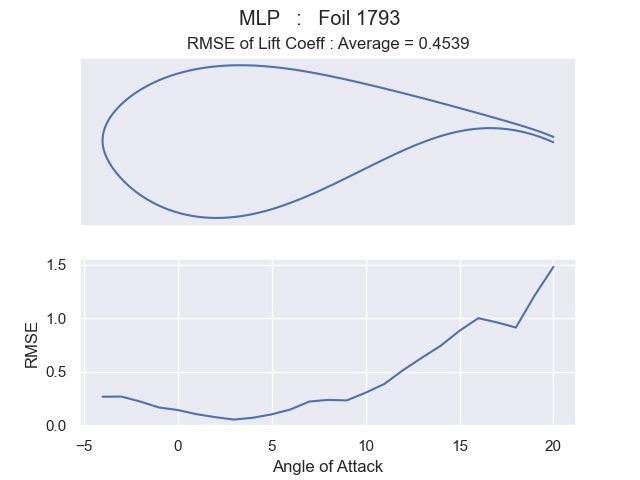 MLP   :   Foil 1793
RMSE of Lift Coeff : Average = 0.4539
1.5
1.0
0.5
0.0
RMSE
−5 0 5 10 15 20
Angle of Attack